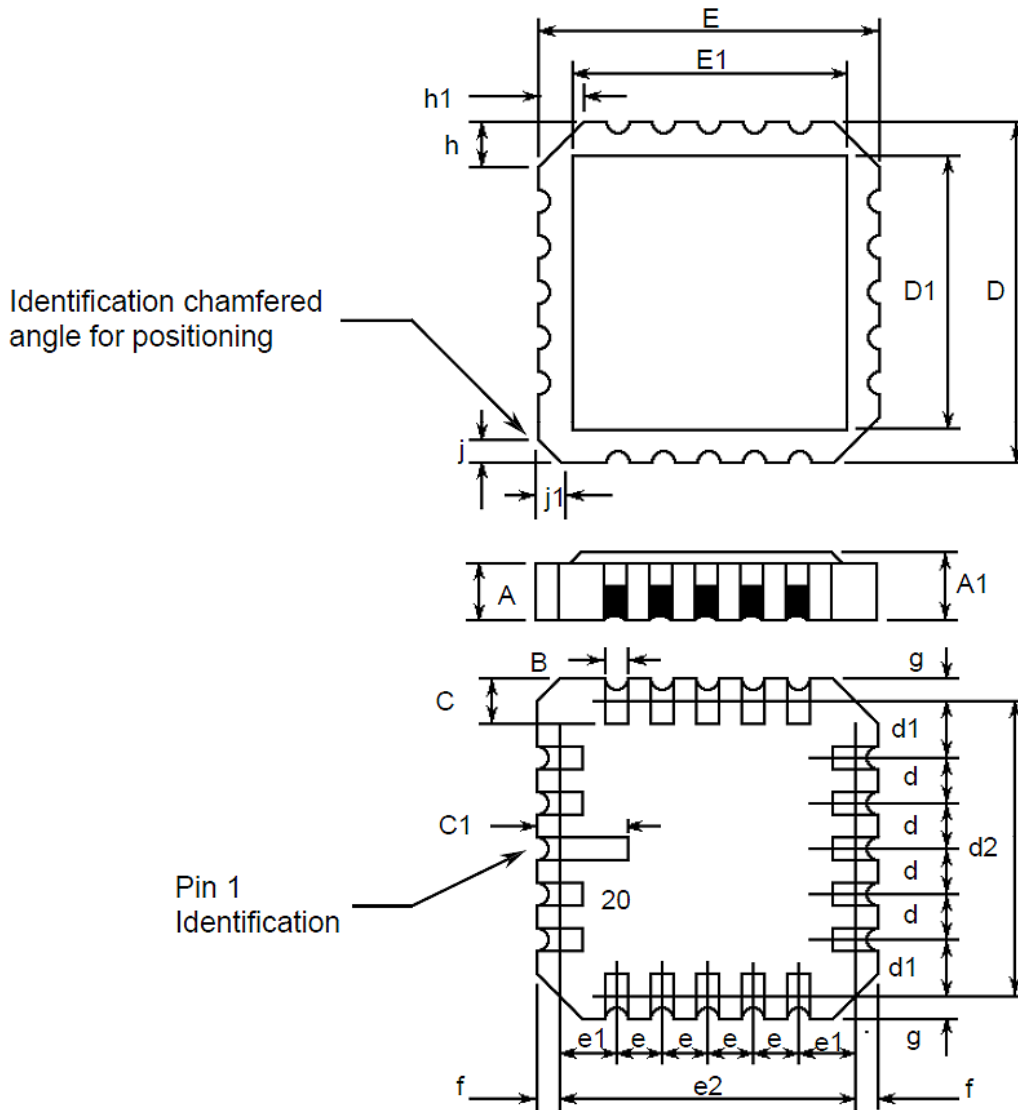 E
E1
h1
h
D1
D
Identification chamfered
angle for positioning
j
j1
A
A1
B
g
C
d1
d
C1
d
d2
d
Pin 1
Identification
20
d
d1
e1 e e e e e1
g
f
e2
f